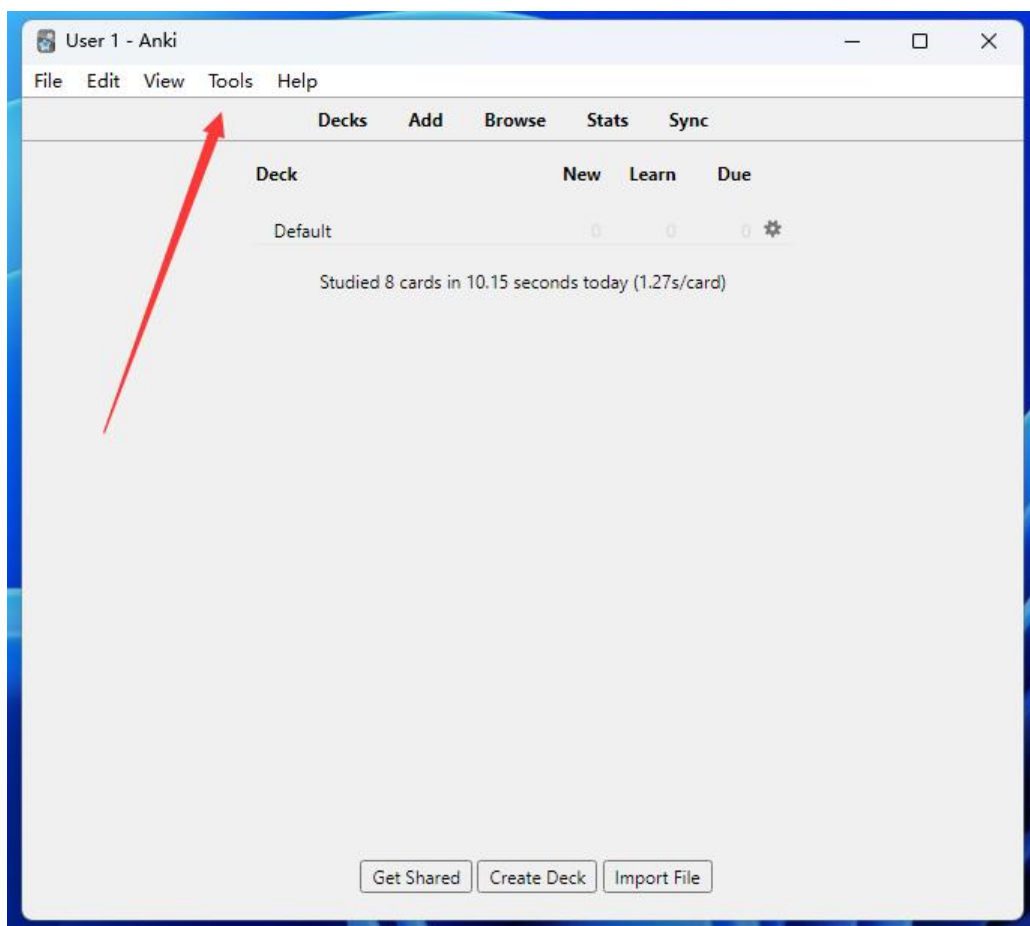 User 1 - Anki
File Edit View Tools Help
Decks Add Browse Stats Sync
Deck New Learn Due
Default 0 0 0
Studied 8 cards in 10.15 seconds today (1.27s/card)
Get Shared Create Deck Import File